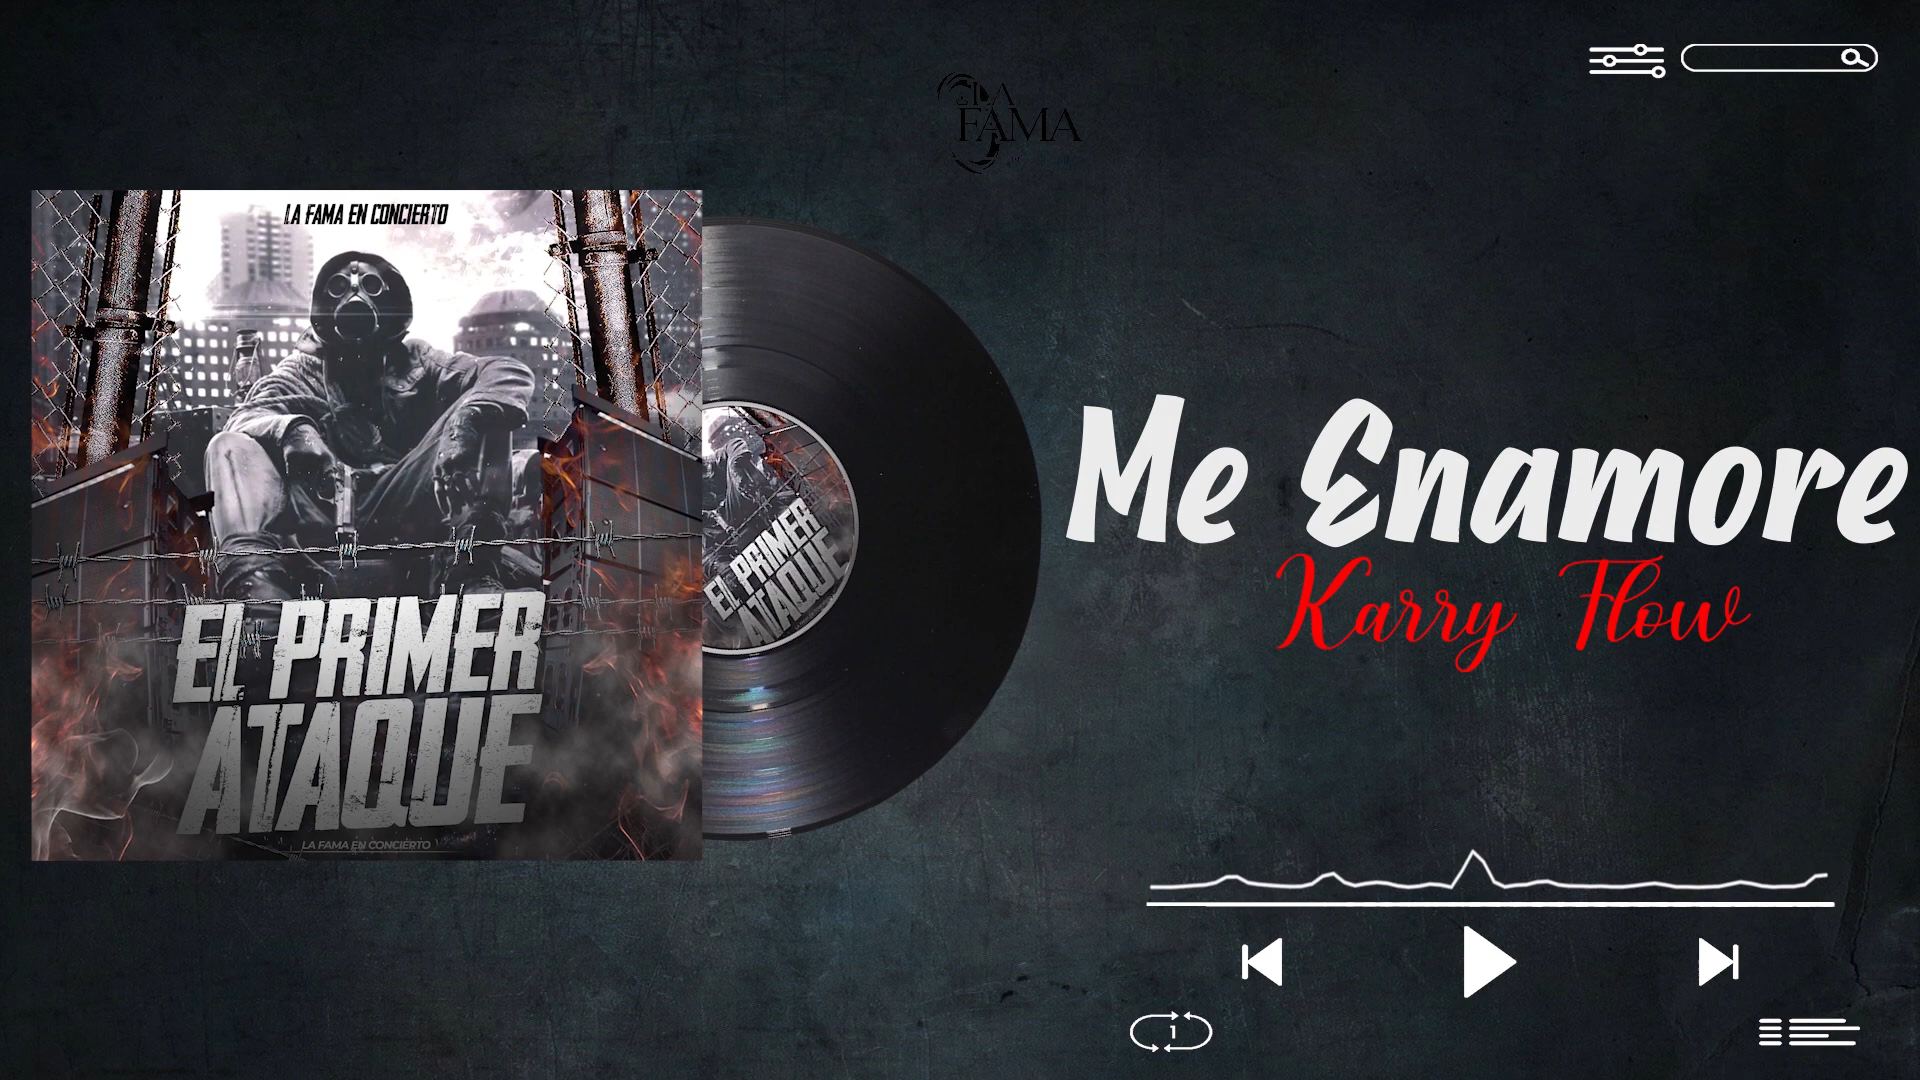 LA
FAMA
LA FAMA EN CONCIERTO
EL PRIMER
ATAQUE
LA FAMA EN CONCIERTO
EL PRIMER
ATAQUE
Me Enamore
Karry Flow
1